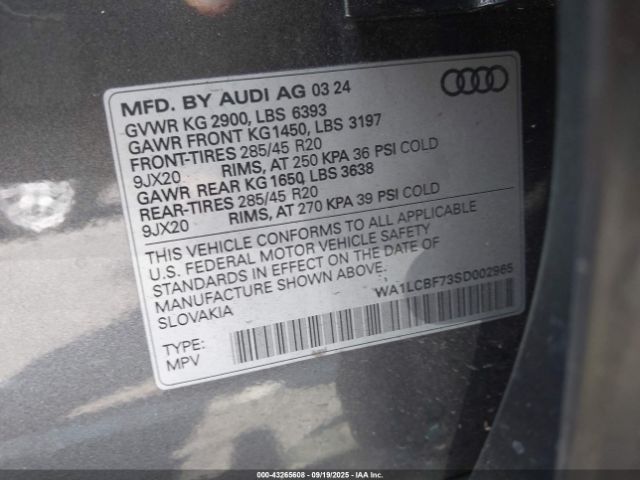 MFD. BY AUDI AG 03 24
GVWR KG 2900, LBS 6393
GAWR FRONT KG1450, LBS 3197
FRONT-TIRES 285/45 R20
9JX20 RIMS, AT 250 KPA 36 PSI COLD
GAWR REAR KG 1650, LBS 3638
REAR-TIRES 285/45 R20
9JX20 RIMS, AT 270 KPA 39 PSI COLD
THIS VEHICLE CONFORMS TO ALL APPLICABLE
U.S. FEDERAL MOTOR VEHICLE SAFETY
STANDARDS IN EFFECT ON THE DATE OF
MANUFACTURE SHOWN ABOVE.
SLOVAKIA
WA1LCBF73SD002965
TYPE:
MPV
000-43265608 - 09/19/2025 - IAA Inc.